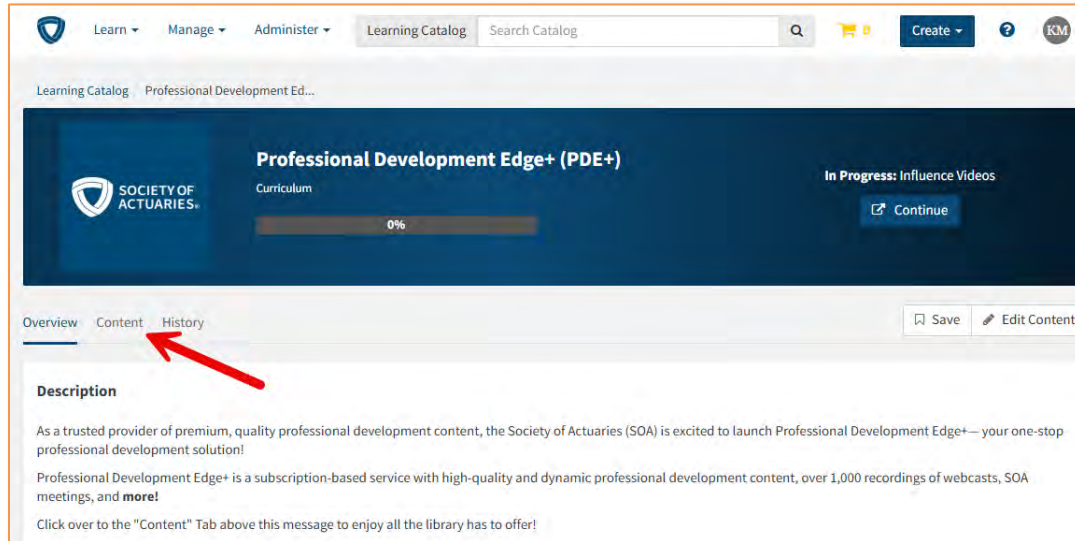 Learn Manage Administer Learning Catalog Search Catalog 0 Create ? KM
Learning Catalog Professional Development Ed...
Professional Development Edge+ (PDE+)
Curriculum
0%
SOCIETY OF
ACTUARIES®
In Progress: Influence Videos
Continue
Overview Content History Save Edit Content
Description
As a trusted provider of premium, quality professional development content, the Society of Actuaries (SOA) is excited to launch Professional Development Edge+— your one-stop
professional development solution!
Professional Development Edge+ is a subscription-based service with high-quality and dynamic professional development content, over 1,000 recordings of webcasts, SOA
meetings, and more!
Click over to the "Content" Tab above this message to enjoy all the library has to offer!